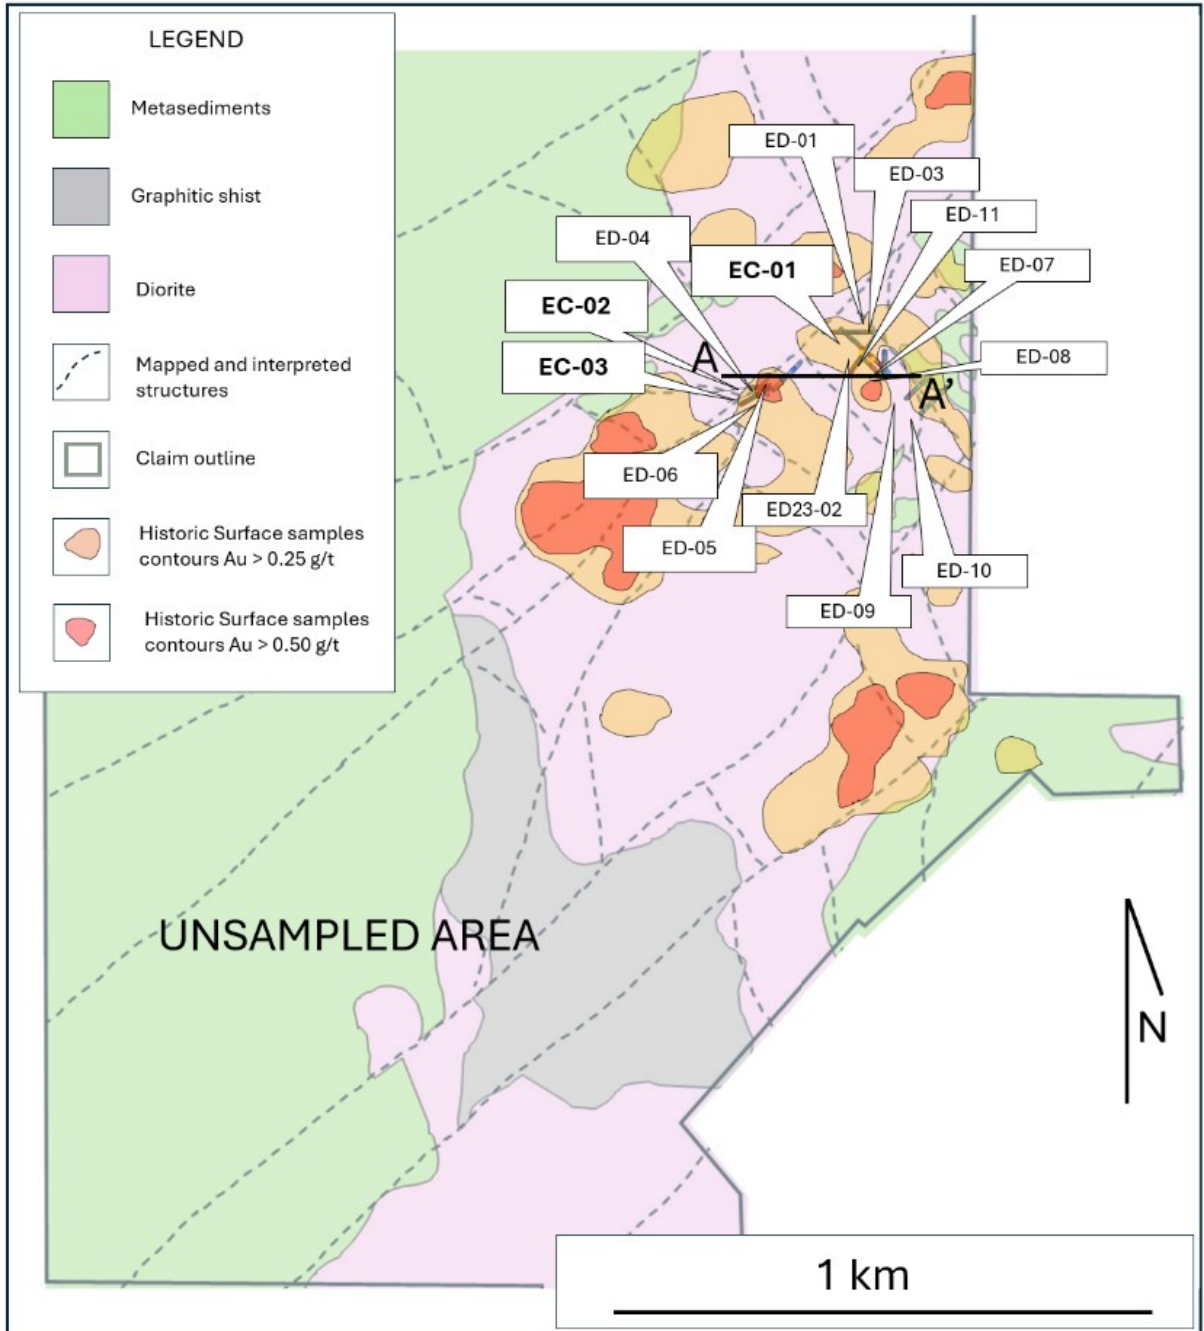 LEGEND
Metasediments
Graphitic shist
Diorite
Mapped and interpreted
structures
Claim outline
Historic Surface samples
contours Au > 0.25 g/t
Historic Surface samples
contours Au > 0.50 g/t
ED-01
ED-03
ED-11
ED-04
EC-01
ED-07
EC-02
EC-03
A
ED-08
A'
ED-06
ED23-02
ED-05
ED-10
ED-09
UNSAMPLED AREA
N
1 km